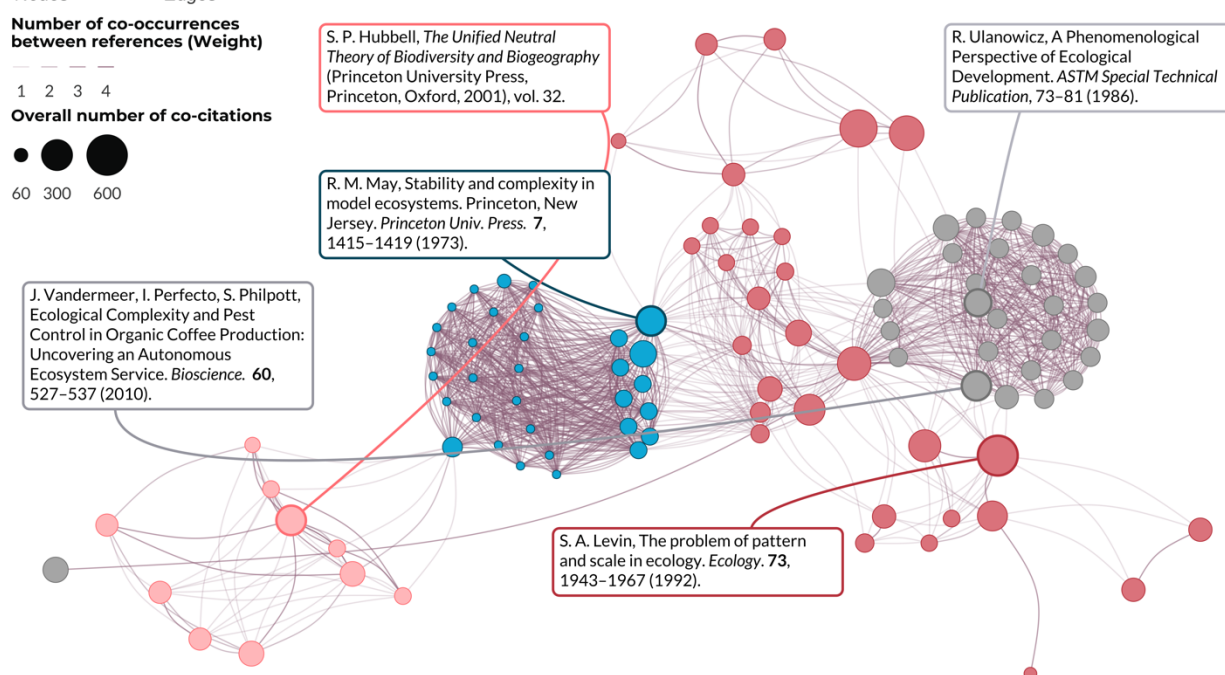 Number of co-occurrences
between references (Weight)
1 2 3 4
Overall number of co-citations
60 300 600
S. P. Hubbell, The Unified Neutral
Theory of Biodiversity and Biogeography
(Princeton University Press,
Princeton, Oxford, 2001), vol. 32.
R. Ulanowicz, A Phenomenological
Perspective of Ecological
Development. ASTM Special Technical
Publication, 73–81 (1986).
R. M. May, Stability and complexity in
model ecosystems. Princeton, New
Jersey. Princeton Univ. Press. 7,
1415–1419 (1973).
J. Vandermeer, I. Perfecto, S. Philpott,
Ecological Complexity and Pest
Control in Organic Coffee Production:
Uncovering an Autonomous
Ecosystem Service. Bioscience. 60,
527–537 (2010).
S. A. Levin, The problem of pattern
and scale in ecology. Ecology. 73,
1943–1967 (1992).